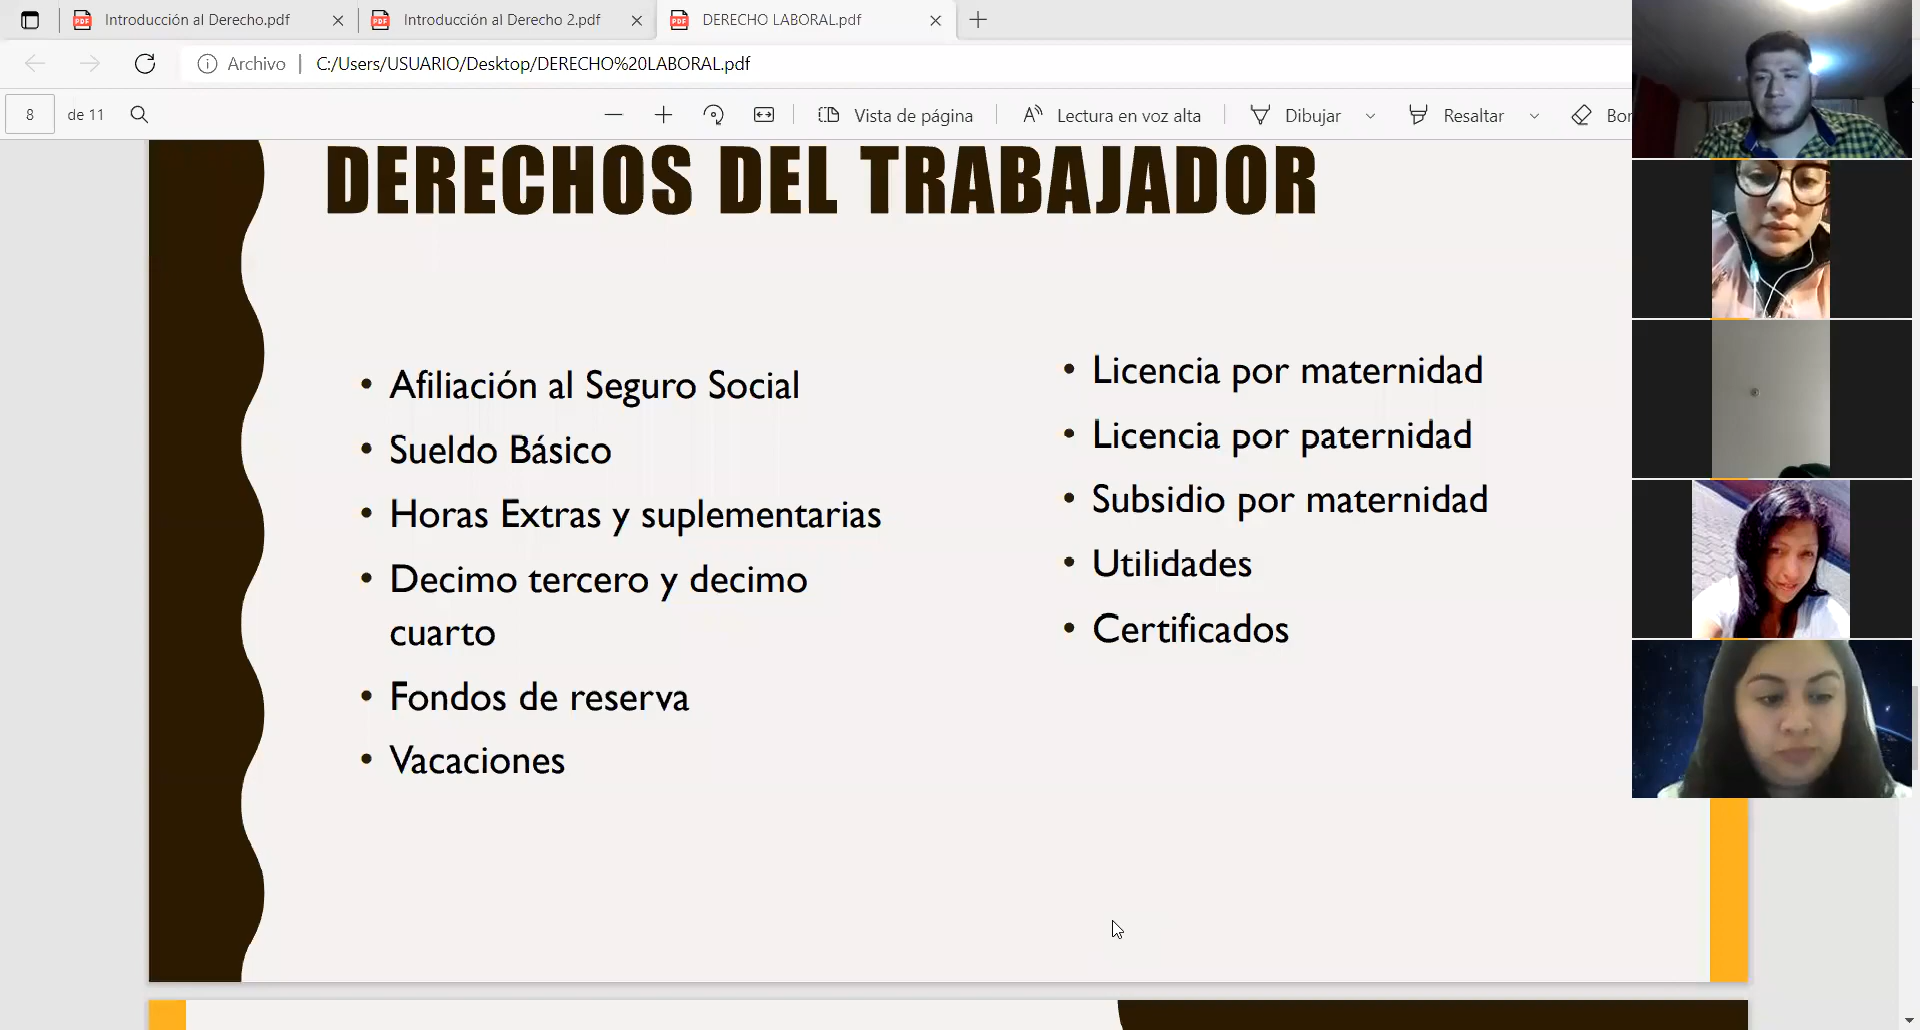 Introducción al Derecho.pdf
Introducción al Derecho 2.pdf
DERECHO LABORAL.pdf
Archivo
C:/Users/USUARIO/Desktop/DERECHO%20LABORAL.pdf
8 de 11
Vista de página
Lectura en voz alta
Dibujar
Resaltar
DERECHOS DEL TRABAJADOR
• Afiliación al Seguro Social
• Sueldo Básico
• Horas Extras y suplementarias
• Decimo tercero y decimo
cuarto
• Fondos de reserva
• Vacaciones
• Licencia por maternidad
• Licencia por paternidad
• Subsidio por maternidad
• Utilidades
• Certificados